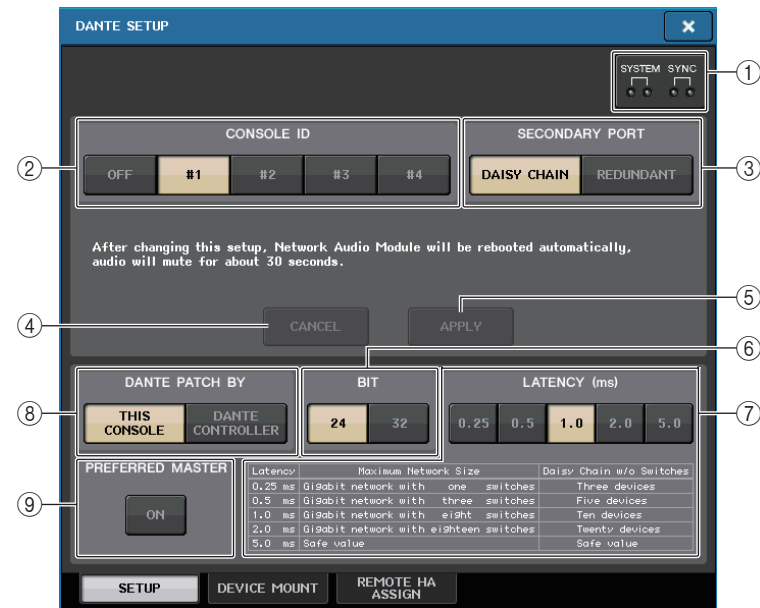 DANTE SETUP
×
SYSTEM SYNC
①
CONSOLE ID
SECONDARY PORT
②
OFF #1 #2 #3 #4
DAISY CHAIN REDUNDANT
③
After changing this setup, Network Audio Module will be rebooted automatically,
audio will mute for about 30 seconds.
④
CANCEL
APPLY
⑤
⑥
DANTE PATCH BY
BIT
LATENCY (ms)
⑧
THIS CONSOLE
DANTE CONTROLLER
24 32
0.25 0.5 1.0 2.0 5.0
⑦
PREFERRED MASTER
⑨
ON
Latency Maximum Network Size Daisy Chain w/o Switches
0.25 ms Gigabit network with one switches Three devices
0.5 ms Gigabit network with three switches Five devices
1.0 ms Gigabit network with eight switches Ten devices
2.0 ms Gigabit network with eighteen switches Twenty devices
5.0 ms Safe value Safe value
SETUP
DEVICE MOUNT
REMOTE HA
ASSIGN